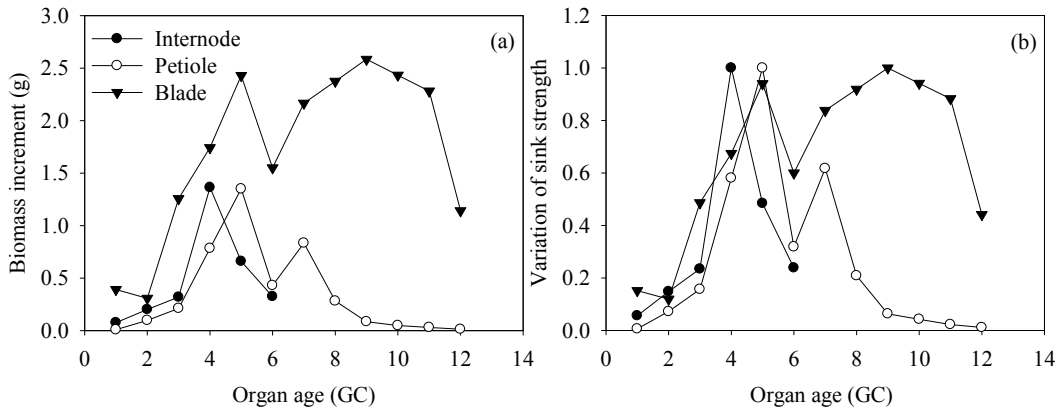 3.0
2.5
2.0
1.5
1.0
0.5
0.0
Biomass increment (g)
Internode
Petiole
Blade
(a)
0 2 4 6 8 10 12 14
Organ age (GC)
1.2
1.0
0.8
0.6
0.4
0.2
0.0
Variation of sink strength
(b)
0 2 4 6 8 10 12 14
Organ age (GC)